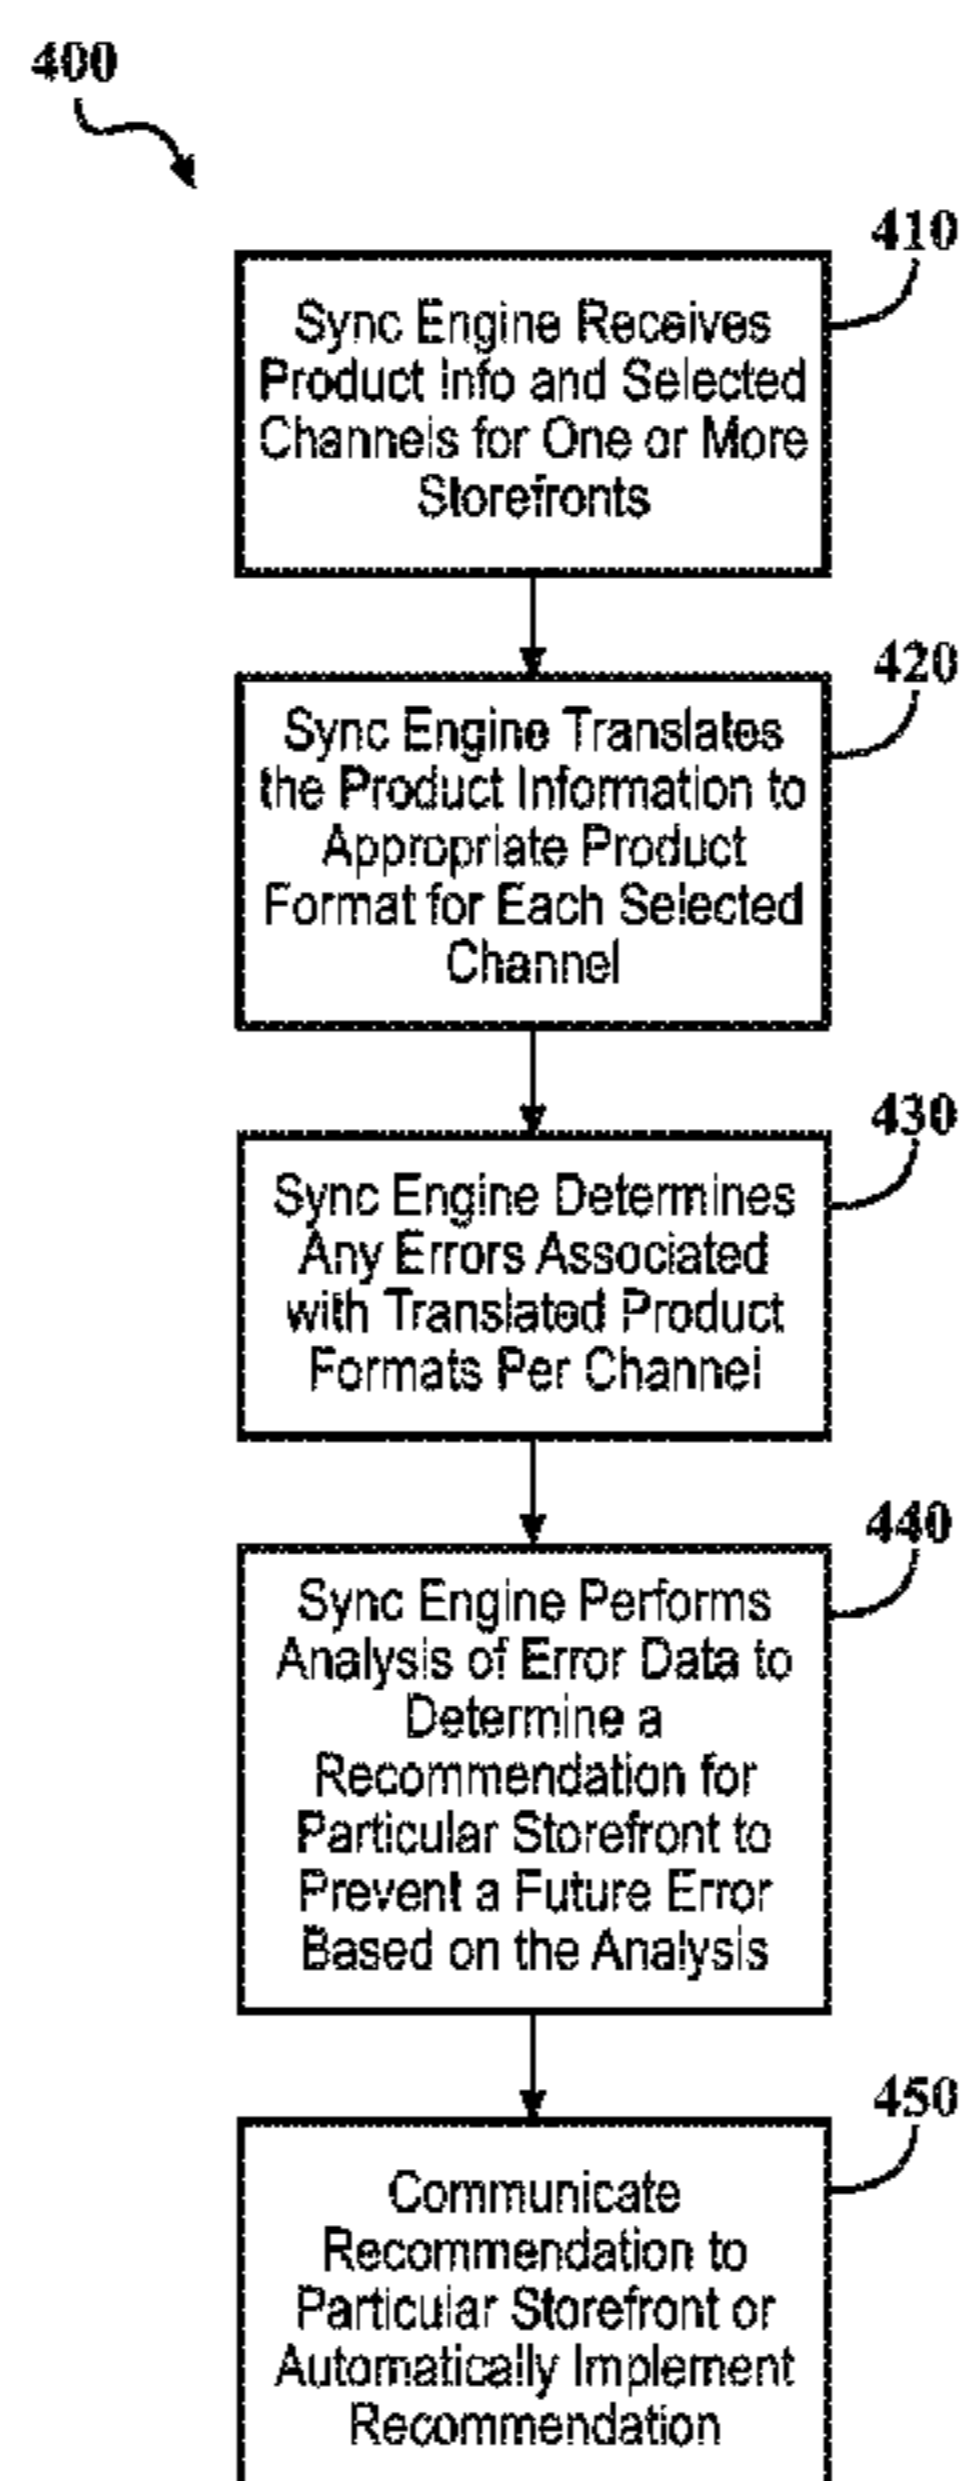 400
410
Sync Engine Receives
Product Info and Selected
Channels for One or More
Storefronts
420
Sync Engine Translates
the Product Information to
Appropriate Product
Format for Each Selected
Channel
430
Sync Engine Determines
Any Errors Associated
with Translated Product
Formats Per Channel
440
Sync Engine Performs
Analysis of Error Data to
Determine a
Recommendation for
Particular Storefront to
Prevent a Future Error
Based on the Analysis
450
Communicate
Recommendation to
Particular Storefront or
Automatically Implement
Recommendation